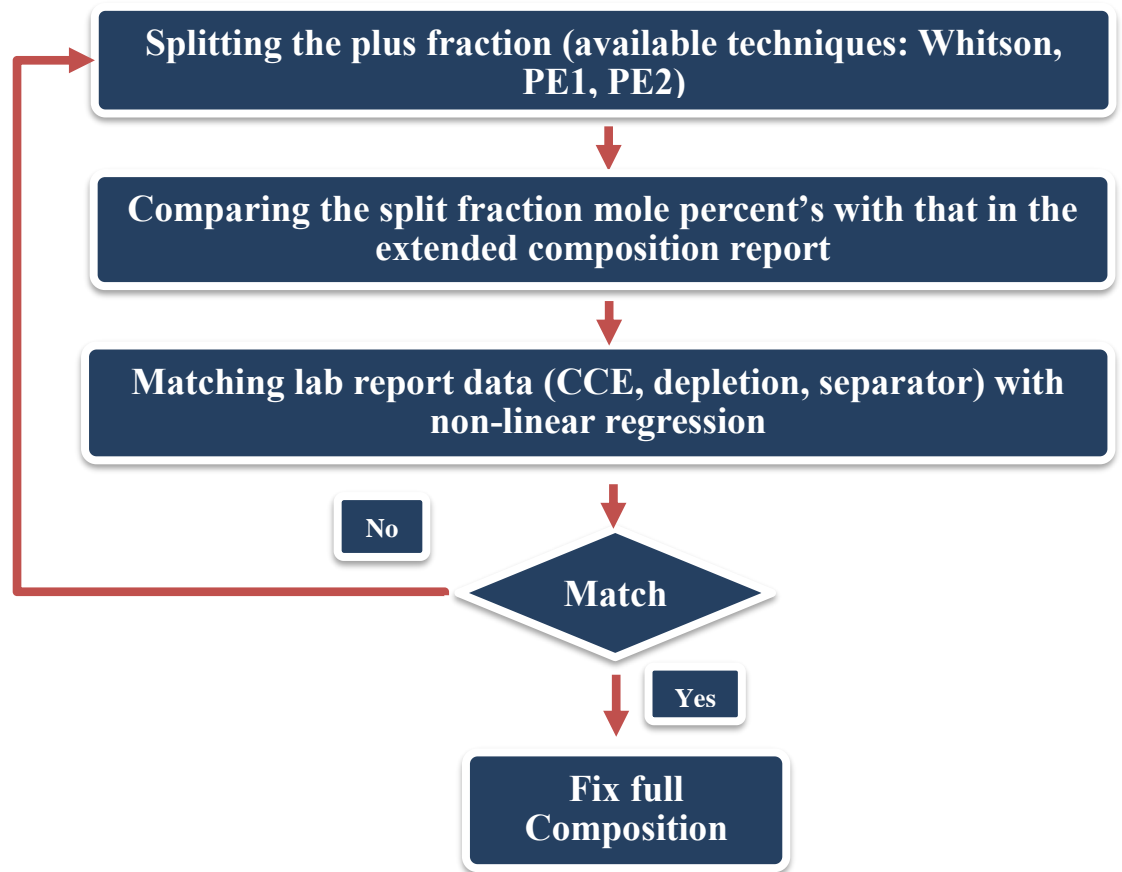 Splitting the plus fraction (available techniques: Whitson,
PE1, PE2)
Comparing the split fraction mole percent’s with that in the
extended composition report
Matching lab report data (CCE, depletion, separator) with
non-linear regression
No
Match
Yes
Fix full
Composition